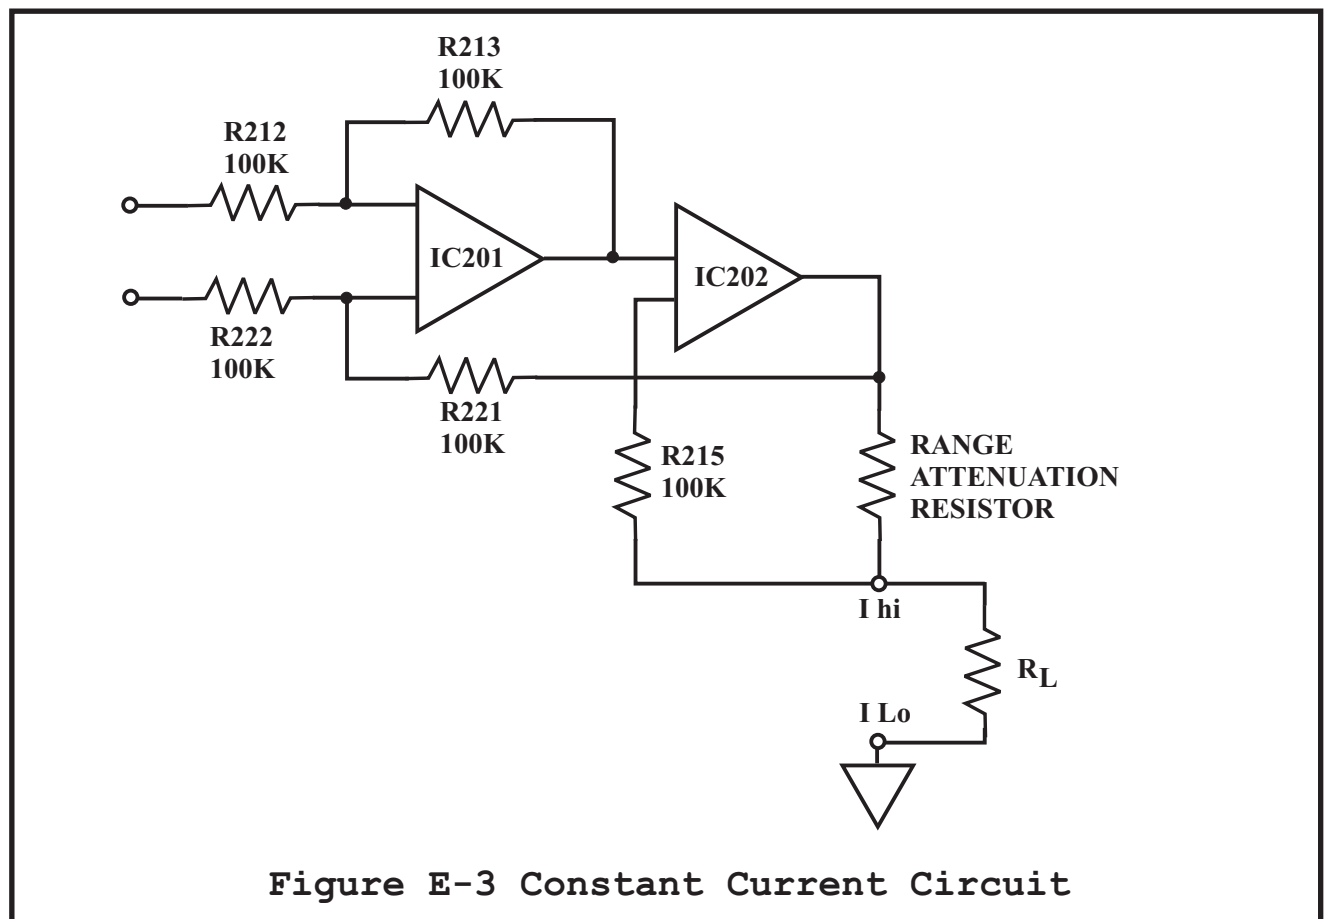 R213
100K
R212
100K
IC201
IC202
R222
100K
R221
100K
R215
100K
RANGE
ATTENUATION
RESISTOR
I hi
RL
I Lo
Figure E-3 Constant Current Circuit